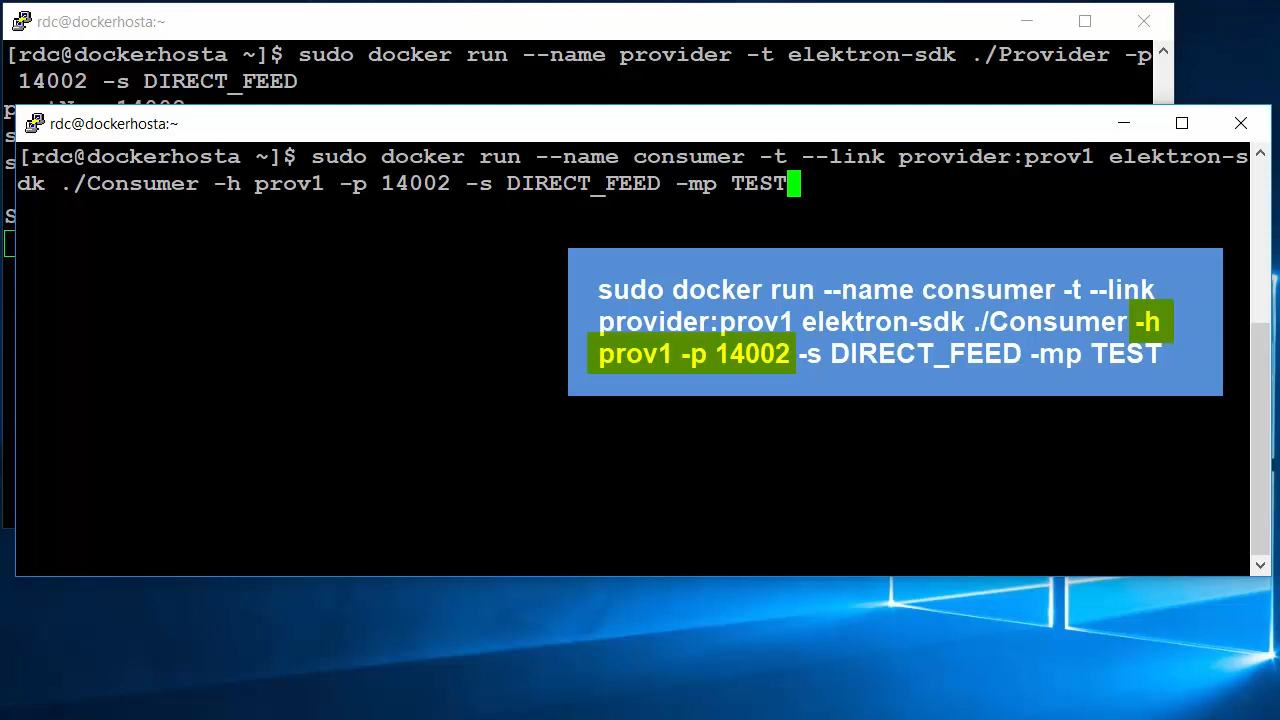 rdc@dockerhosta:~
[rdc@dockerhosta ~]$ sudo docker run --name provider -t elektron-sdk ./Provider -p
14002 -s DIRECT_FEED
rdc@dockerhosta:~
[rdc@dockerhosta ~]$ sudo docker run --name consumer -t --link provider:prov1 elektron-s
dk ./Consumer -h prov1 -p 14002 -s DIRECT_FEED -mp TEST
sudo docker run --name consumer -t --link
provider:prov1 elektron-sdk ./Consumer -h
prov1 -p 14002 -s DIRECT_FEED -mp TEST